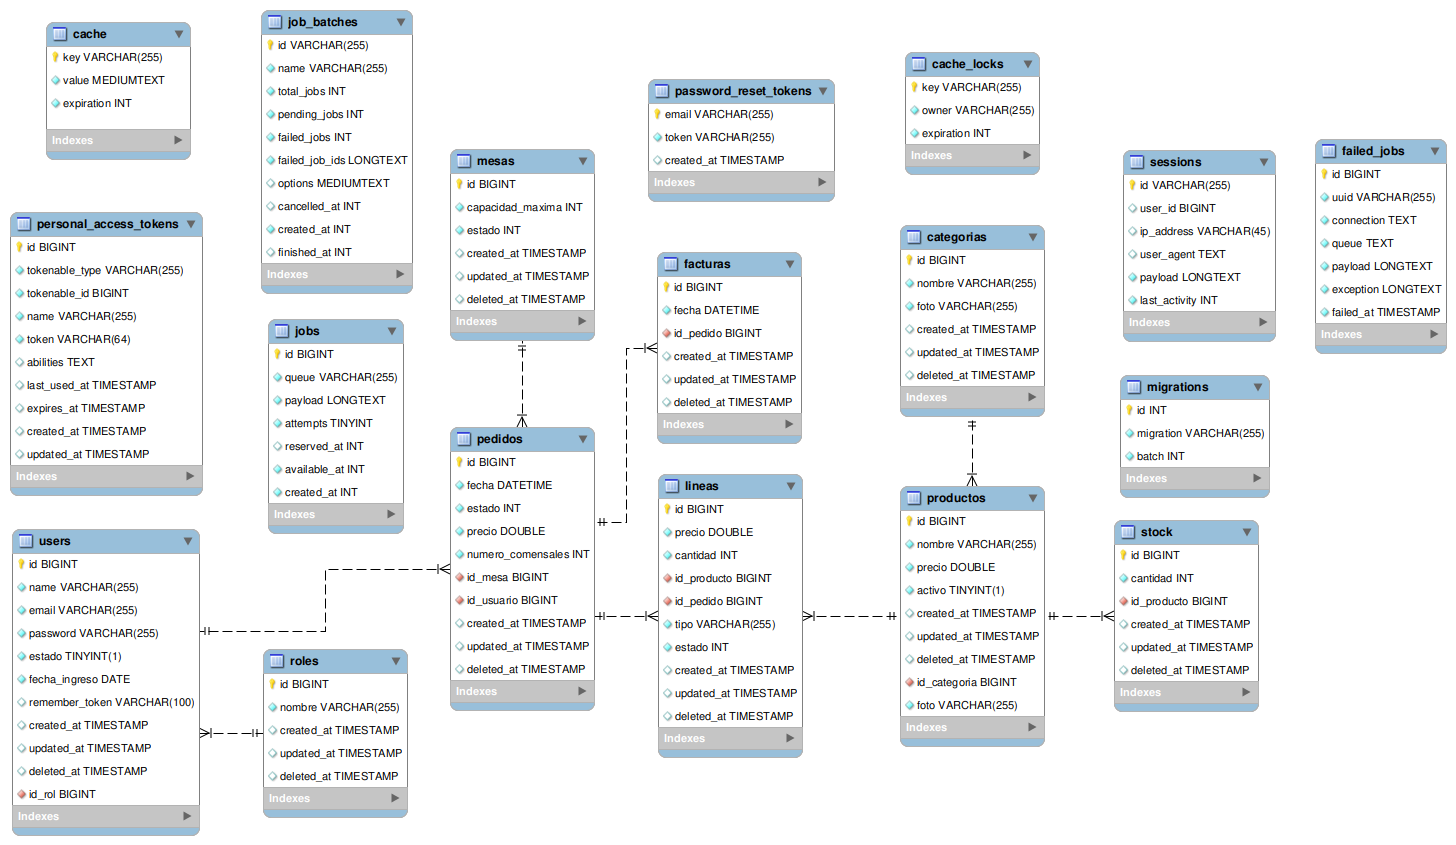 cache
key VARCHAR(255)
value MEDIUMTEXT
expiration INT
Indexes
job_batches
id VARCHAR(255)
name VARCHAR(255)
total_jobs INT
pending_jobs INT
failed_jobs INT
failed_job_ids LONGTEXT
options MEDIUMTEXT
cancelled_at INT
created_at INT
finished_at INT
Indexes
mesas
id BIGINT
capacidad_maxima INT
estado INT
created_at TIMESTAMP
updated_at TIMESTAMP
deleted_at TIMESTAMP
Indexes
password_reset_tokens
email VARCHAR(255)
token VARCHAR(255)
created_at TIMESTAMP
Indexes
cache_locks
key VARCHAR(255)
owner VARCHAR(255)
expiration INT
Indexes
sessions
id VARCHAR(255)
user_id BIGINT
ip_address VARCHAR(45)
user_agent TEXT
payload LONGTEXT
last_activity INT
Indexes
failed_jobs
id BIGINT
uuid VARCHAR(255)
connection TEXT
queue TEXT
payload LONGTEXT
exception LONGTEXT
failed_at TIMESTAMP
Indexes
personal_access_tokens
id BIGINT
tokenable_type VARCHAR(255)
tokenable_id BIGINT
name VARCHAR(255)
token VARCHAR(64)
abilities TEXT
last_used_at TIMESTAMP
expires_at TIMESTAMP
created_at TIMESTAMP
updated_at TIMESTAMP
Indexes
jobs
id BIGINT
queue VARCHAR(255)
payload LONGTEXT
attempts TINYINT
reserved_at INT
available_at INT
created_at INT
Indexes
facturas
id BIGINT
fecha DATETIME
id_pedido BIGINT
created_at TIMESTAMP
updated_at TIMESTAMP
deleted_at TIMESTAMP
Indexes
categorias
id BIGINT
nombre VARCHAR(255)
foto VARCHAR(255)
created_at TIMESTAMP
updated_at TIMESTAMP
deleted_at TIMESTAMP
Indexes
migrations
id INT
migration VARCHAR(255)
batch INT
Indexes
users
id BIGINT
name VARCHAR(255)
email VARCHAR(255)
password VARCHAR(255)
estado TINYINT(1)
fecha_ingreso DATE
remember_token VARCHAR(100)
created_at TIMESTAMP
updated_at TIMESTAMP
deleted_at TIMESTAMP
id_rol BIGINT
Indexes
roles
id BIGINT
nombre VARCHAR(255)
created_at TIMESTAMP
updated_at TIMESTAMP
deleted_at TIMESTAMP
Indexes
pedidos
id BIGINT
fecha DATETIME
estado INT
precio DOUBLE
numero_comensales INT
id_mesa BIGINT
id_usuario BIGINT
created_at TIMESTAMP
updated_at TIMESTAMP
deleted_at TIMESTAMP
Indexes
lineas
id BIGINT
precio DOUBLE
cantidad INT
id_producto BIGINT
id_pedido BIGINT
tipo VARCHAR(255)
estado INT
created_at TIMESTAMP
updated_at TIMESTAMP
deleted_at TIMESTAMP
Indexes
productos
id BIGINT
nombre VARCHAR(255)
precio DOUBLE
activo TINYINT(1)
created_at TIMESTAMP
updated_at TIMESTAMP
deleted_at TIMESTAMP
id_categoria BIGINT
foto VARCHAR(255)
Indexes
stock
id BIGINT
cantidad INT
id_producto BIGINT
created_at TIMESTAMP
updated_at TIMESTAMP
deleted_at TIMESTAMP
Indexes